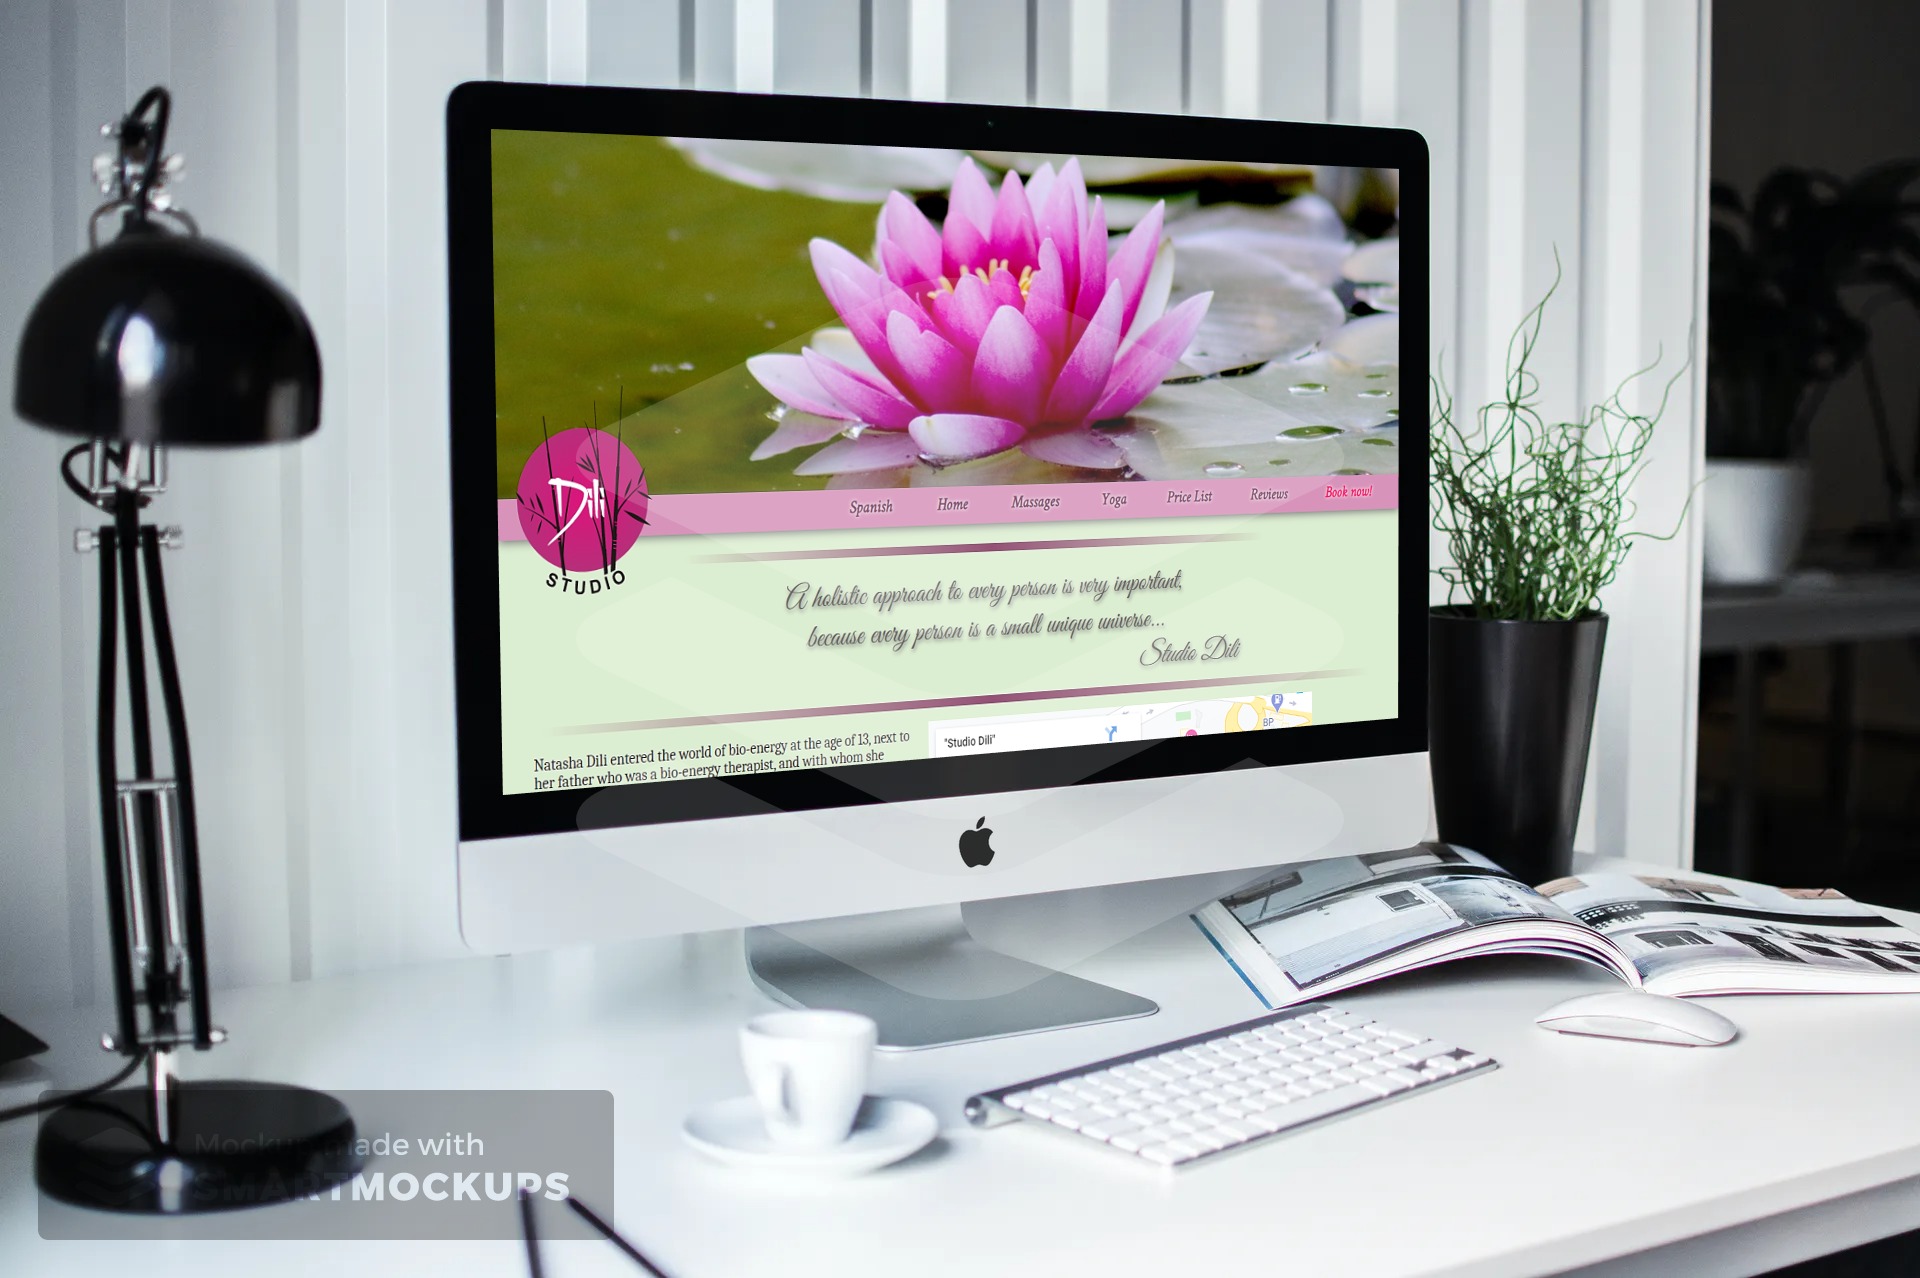 Dili
STUDIO
Spanish Home Massages Yoga Price List Reviews Book now!
A holistic approach to every person is very important,
because every person is a small unique universe...
Studio Dili
Natasha Dili entered the world of bio-energy at the age of 13, next to
her father who was a bio-energy therapist, and with whom she
"Studio Dili"
BP
Mockup made with
SMARTMOCKUPS